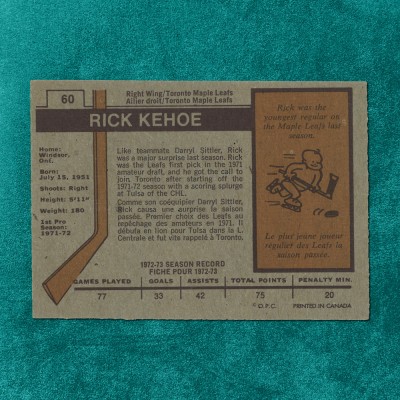 60
Right Wing/Toronto Maple Leafs
Ailier droit/Toronto Maple Leafs
RICK KEHOE
Home:
Windsor,
Ont.
Born:
July 15, 1951
Shoots: Right
Height: 5'11"
Weight: 180
1st Pro
Season:
1971-72
Like teammate Darryl Sittler, Rick
was a major surprise last season. Rick
was the Leafs first pick in the 1971
amateur draft, and he got the call to
join Toronto after starting off the
1971-72 season with a scoring splurge
at Tulsa of the CHL.
Comme son coéquipier Darryl Sittler,
Rick causa une surprise la saison
passée. Premier choix des Leafs au
repêchage des amateurs en 1971. Il
débuta en lion pour Tulsa dans la L.
Centrale et fut vite rappelé à Toronto.
Rick was the
youngest regular on
the Maple Leafs last
season.
Le plus jeune joueur
régulier des Leafs la
saison passée.
1972-73 SEASON RECORD
FICHE POUR 1972-73
GAMES PLAYED GOALS ASSISTS TOTAL POINTS PENALTY MIN.
77 33 42 75 20
© O.P.C. PRINTED IN CANADA